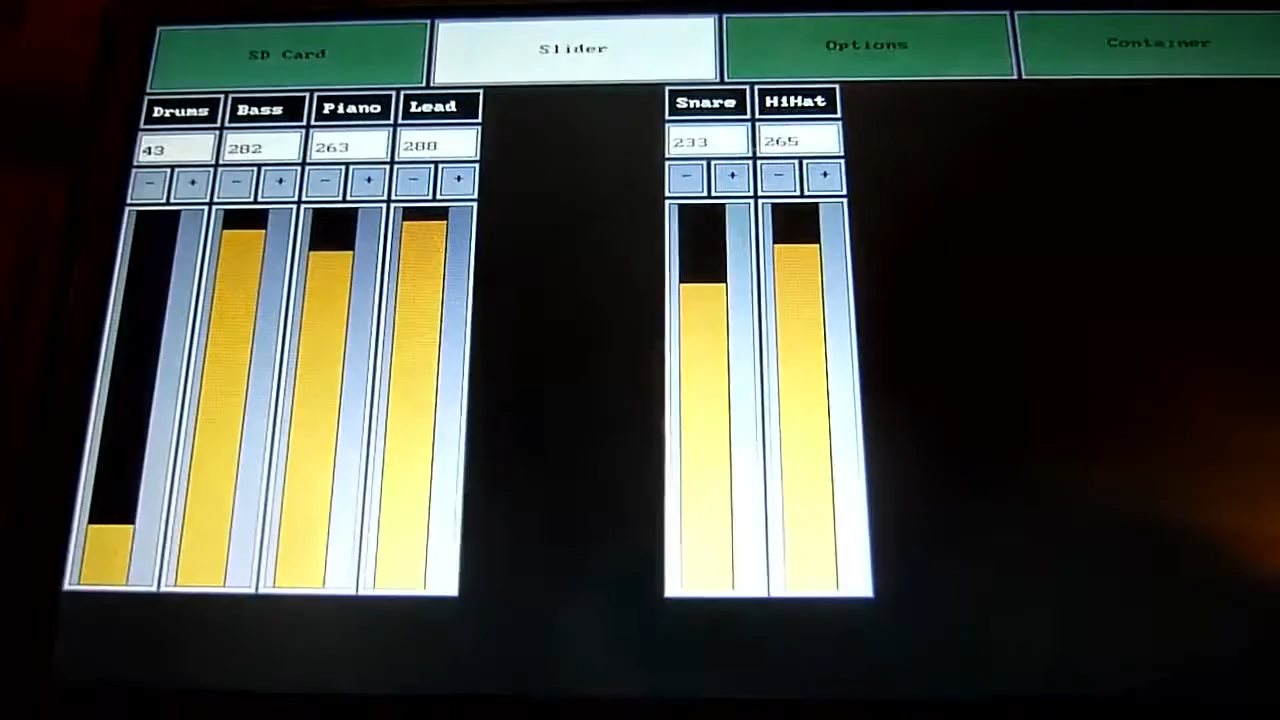 SD Card Slider Options Container
Drums Bass Piano Lead Snare HiHat
43 282 263 288 233 265
- + - + - + - + - + - +